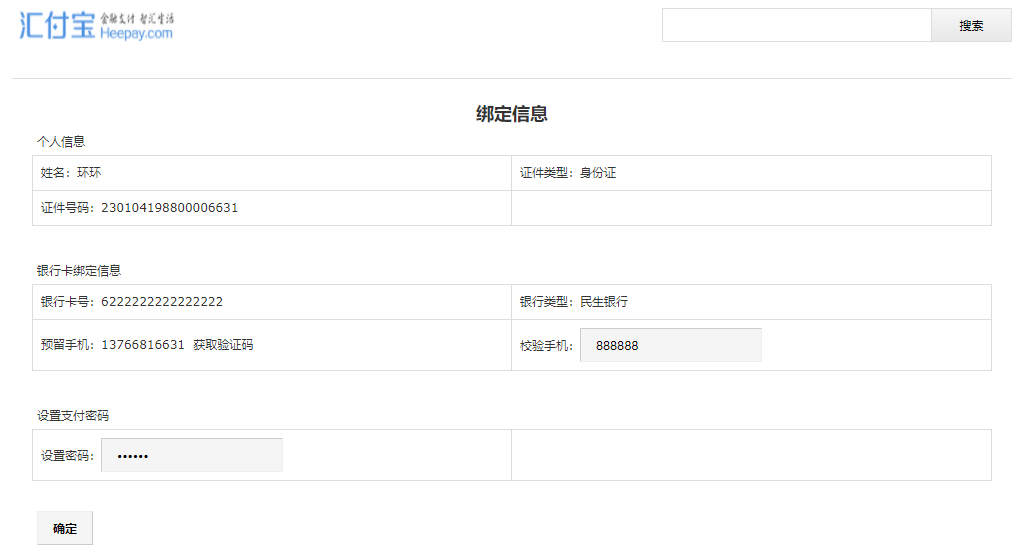 汇付宝 金融支付 智汇生活
Heepay.com
搜索
绑定信息
个人信息
姓名：环环 证件类型：身份证
证件号码：230104198800006631
银行卡绑定信息
银行卡号：6222222222222222 银行类型：民生银行
预留手机：13766816631 获取验证码 校验手机：888888
设置支付密码
设置密码：••••••
确定